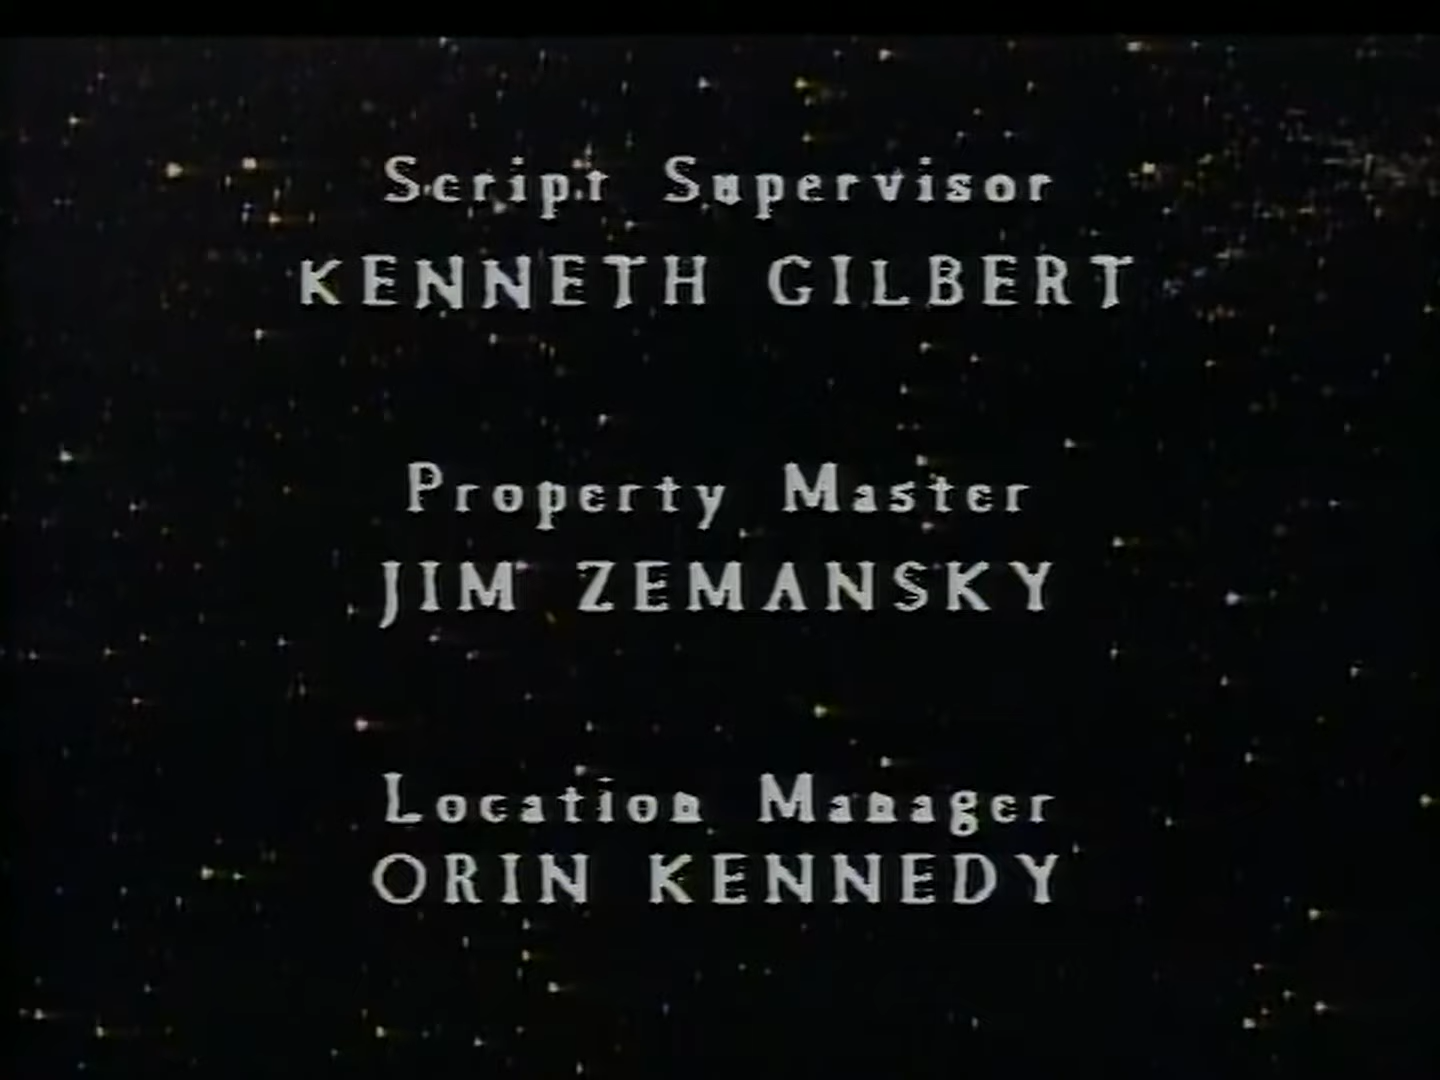 Script Supervisor
KENNETH GILBERT
Property Master
JIM ZEMANSKY
Location Manager
ORIN KENNEDY